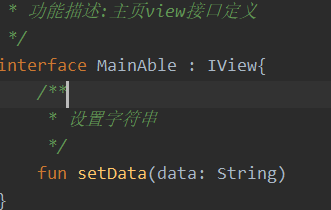 * 功能描述:主页view接口定义
*/
interface MainAble : IView{
/**
* 设置字符串
*/
fun setData(data: String)
}